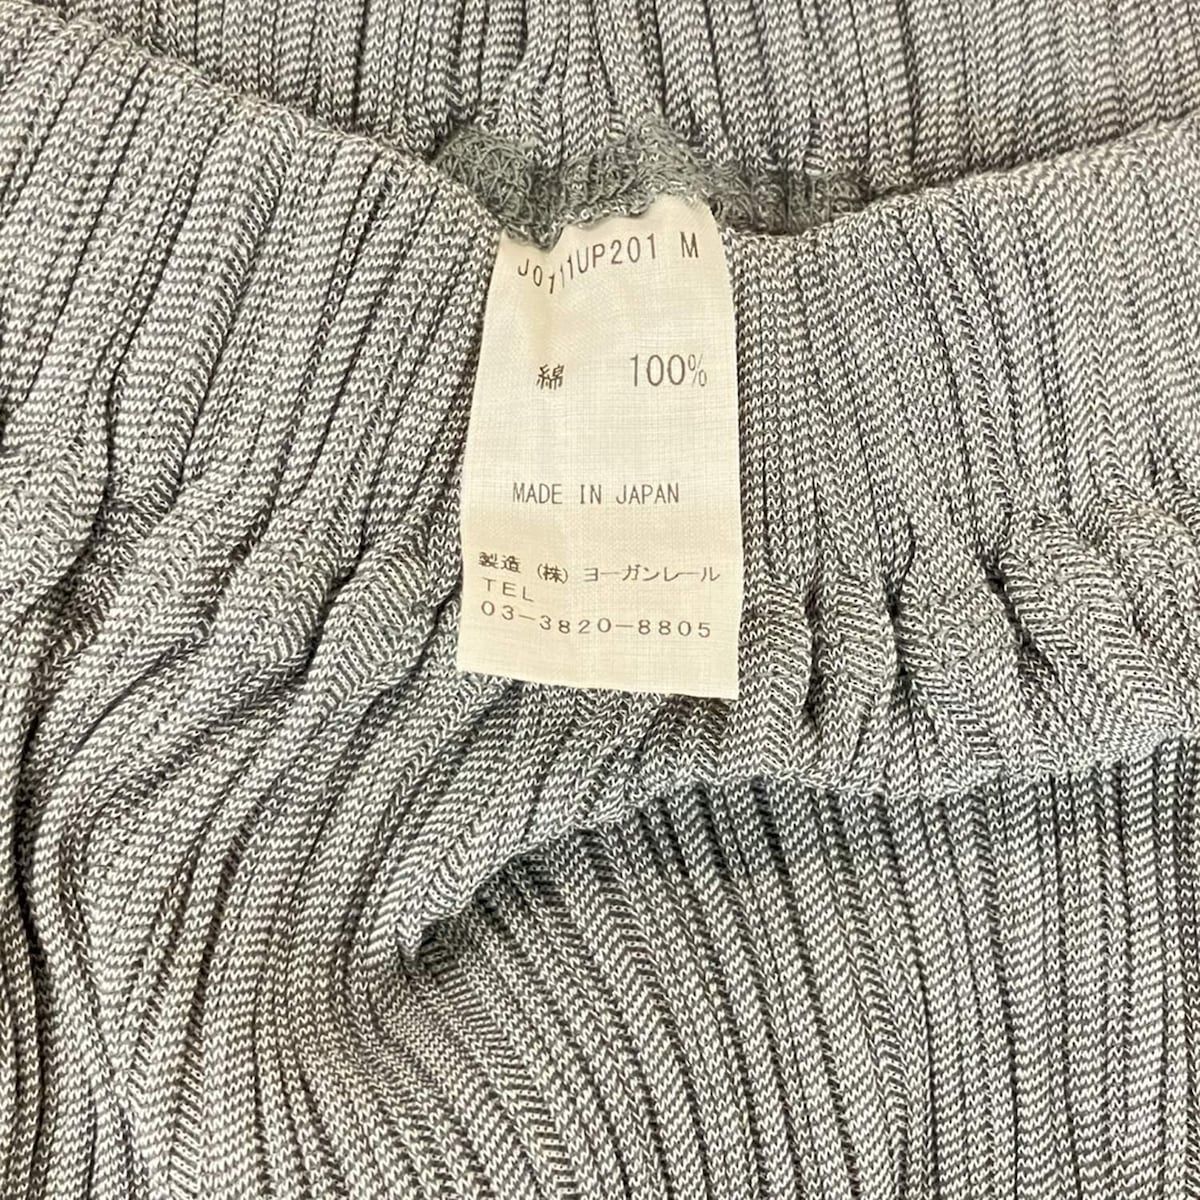 J0111UP201 M
綿 100%
MADE IN JAPAN
製造 (株) ヨーガンレール
TEL
03-3820-8805